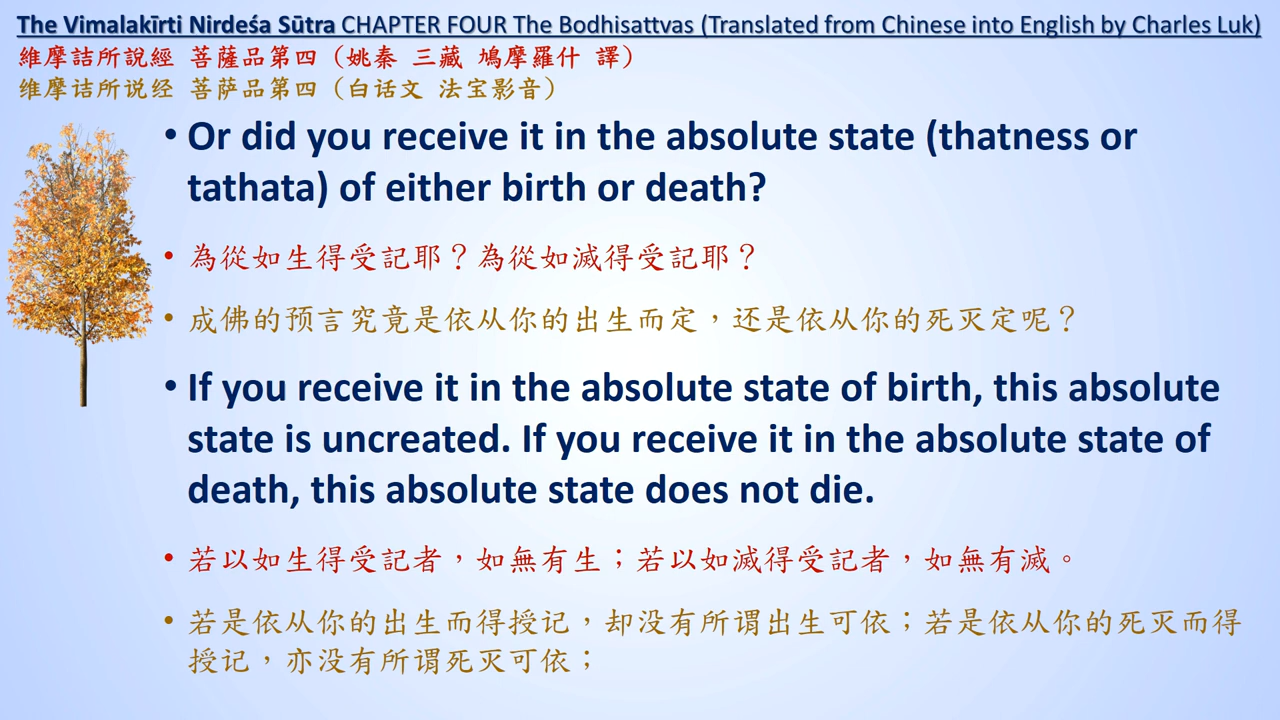 The Vimalakīrti Nirdeśa Sūtra CHAPTER FOUR The Bodhisattvas (Translated from Chinese into English by Charles Luk)
維摩詰所說經 菩薩品第四 (姚秦 三藏 鳩摩羅什 譯)
维摩诘所说经 菩萨品第四 (白话文 法宝影音)
• Or did you receive it in the absolute state (thatness or
tathata) of either birth or death?
• 為從如生得受記耶？為從如滅得受記耶？
• 成佛的预言究竟是依从你的出生而定，还是依从你的死灭定呢？
• If you receive it in the absolute state of birth, this absolute
state is uncreated. If you receive it in the absolute state of
death, this absolute state does not die.
• 若以如生得受記者，如無有生；若以如滅得受記者，如無有滅。
• 若是依从你的出生而得授记，却没有所谓出生可依；若是依从你的死灭而得
授记，亦没有所谓死灭可依；